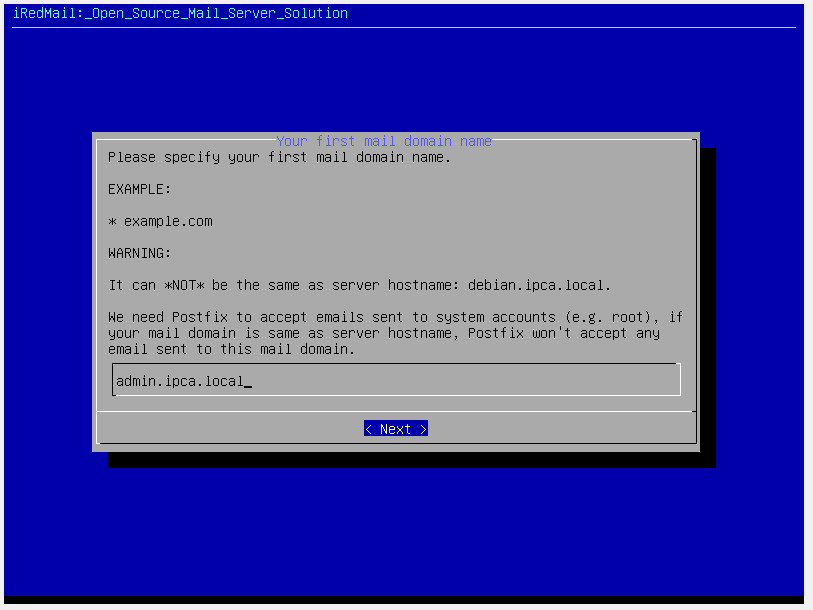 iRedMail:_Open_Source_Mail_Server_Solution
Your first mail domain name
Please specify your first mail domain name.
EXAMPLE:
* example.com
WARNING:
It can *NOT* be the same as server hostname: debian.ipca.local.
We need Postfix to accept emails sent to system accounts (e.g. root), if
your mail domain is same as server hostname, Postfix won't accept any
email sent to this mail domain.
admin.ipca.local_
< Next >